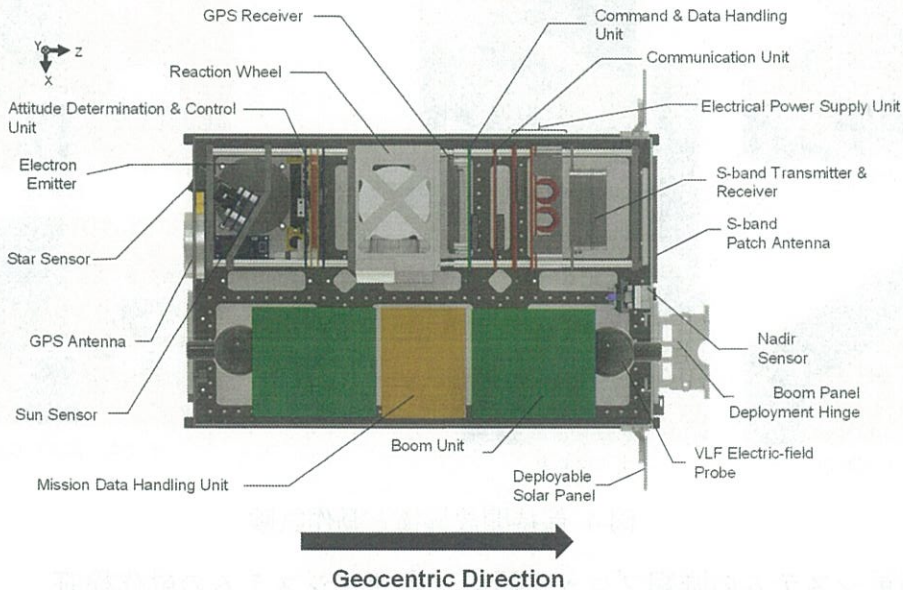 GPS Receiver
Command & Data Handling
Unit
Communication Unit
Y
Z
X
Reaction Wheel
Electrical Power Supply Unit
Attitude Determination & Control
Unit
Electron
Emitter
S-band Transmitter &
Receiver
S-band
Patch Antenna
Star Sensor
GPS Antenna
Nadir
Sensor
Sun Sensor
Boom Panel
Deployment Hinge
Boom Unit
VLF Electric-field
Probe
Mission Data Handling Unit
Deployable
Solar Panel
Geocentric Direction